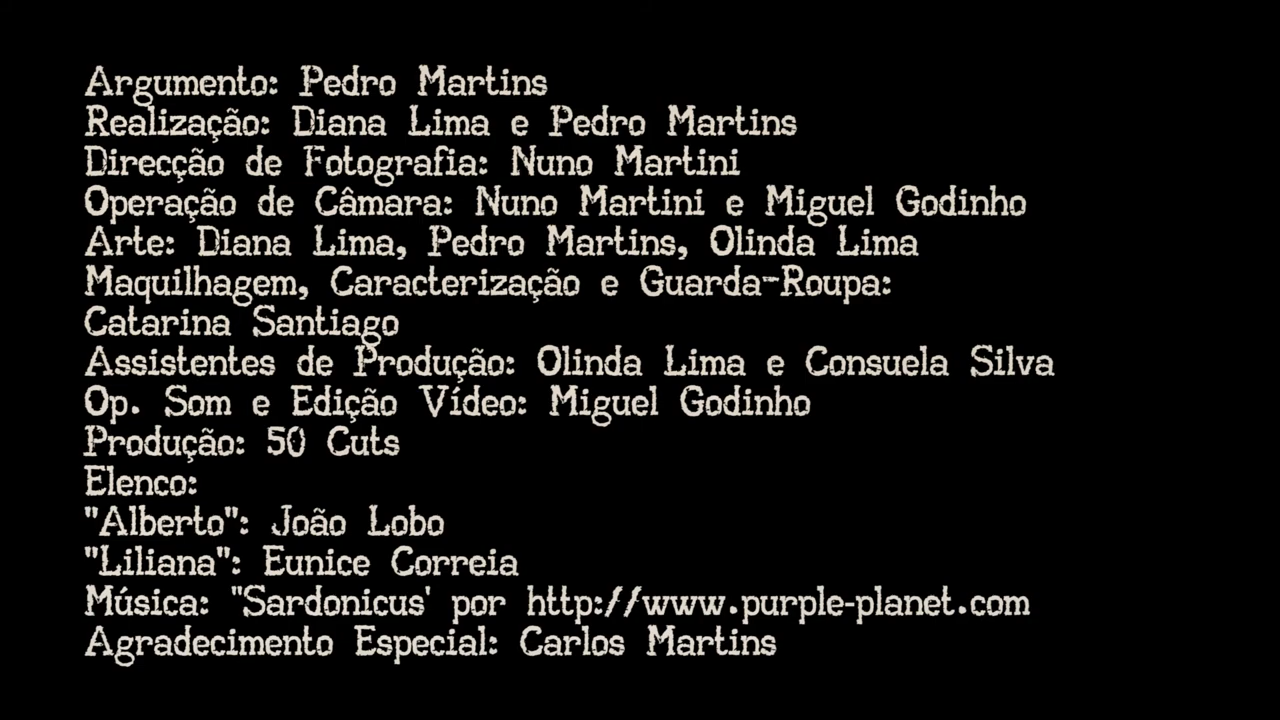 Argumento: Pedro Martins
Realização: Diana Lima e Pedro Martins
Direcção de Fotografia: Nuno Martini
Operação de Câmara: Nuno Martini e Miguel Godinho
Arte: Diana Lima, Pedro Martins, Olinda Lima
Maquilhagem, Caracterização e Guarda-Roupa:
Catarina Santiago
Assistentes de Produção: Olinda Lima e Consuela Silva
Op. Som e Edição Vídeo: Miguel Godinho
Produção: 50 Cuts
Elenco:
"Alberto": João Lobo
"Liliana": Eunice Correia
Música: "Sardonicus' por http://www.purple-planet.com
Agradecimento Especial: Carlos Martins